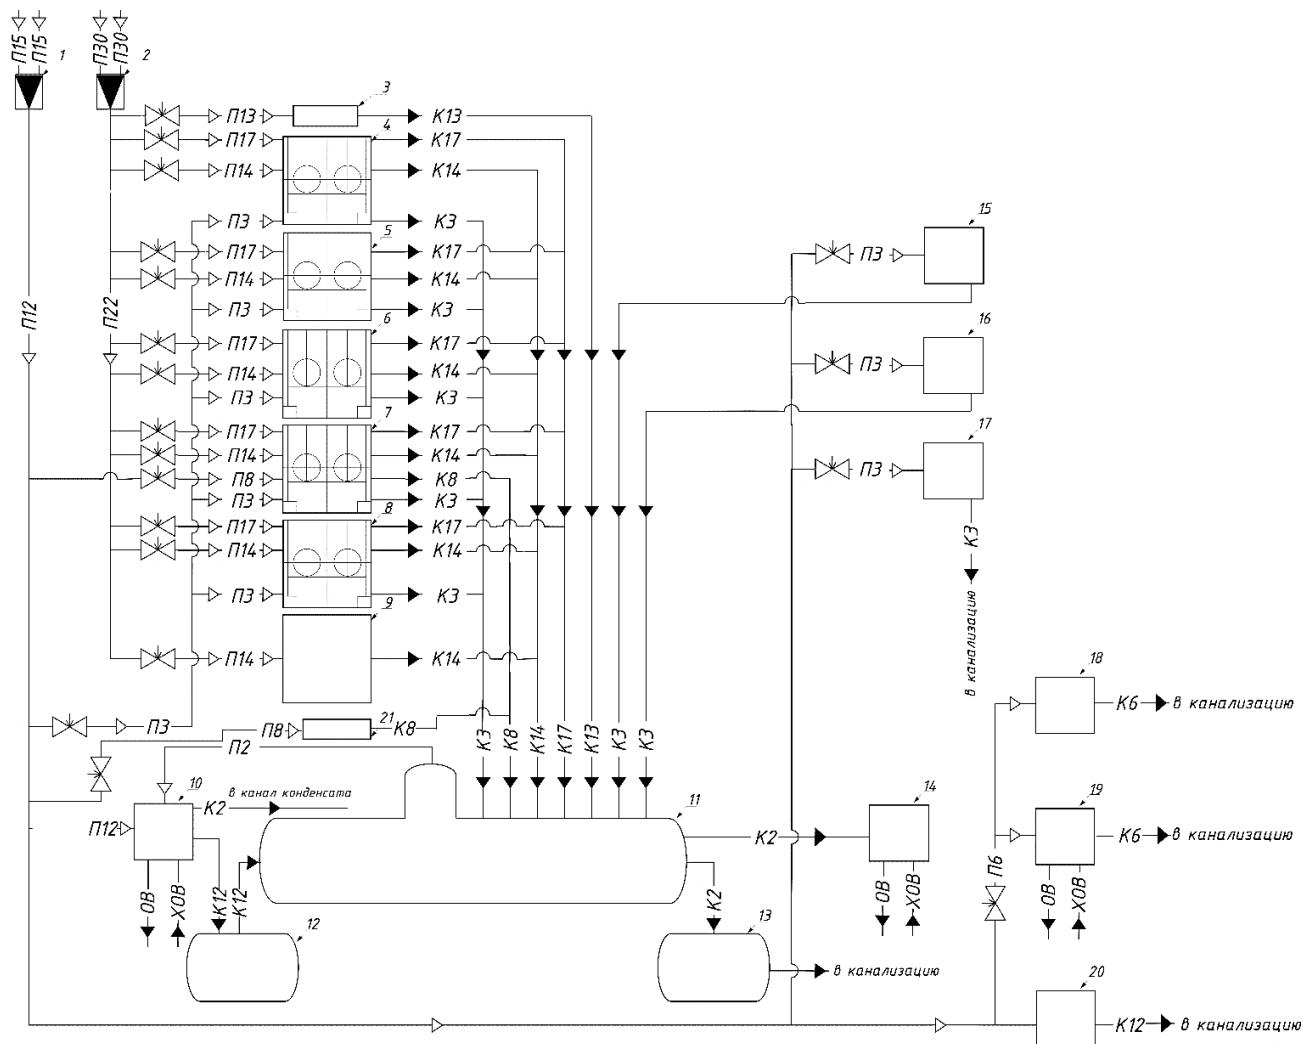 П15 П15 1
П30 П30 2
3
П13 К13
4
П17 К17
П14 К14
П3 К3
5
П17 К17
П14 К14
П3 К3
6
П17 К17
П14 К14
П3 К3
7
П17 К17
П14 К14
П8 К8
П3 К3
8
П17 К17
П14 К14
П3 К3
9
П14 К14
П12
П22
П3
П8 21 К8
П2
К3 К8 К14 К17 К13 К3 К3
10
К2 в канал конденсата
П12
ОВ ХОВ К12 К12
11
12
К2
К2
13
в канализацию
14
ОВ ХОВ
15
П3
16
П3
17
П3
К3
в канализацию
18
К6 в канализацию
19
К6 в канализацию
П6
ОВ ХОВ
20
К12 в канализацию